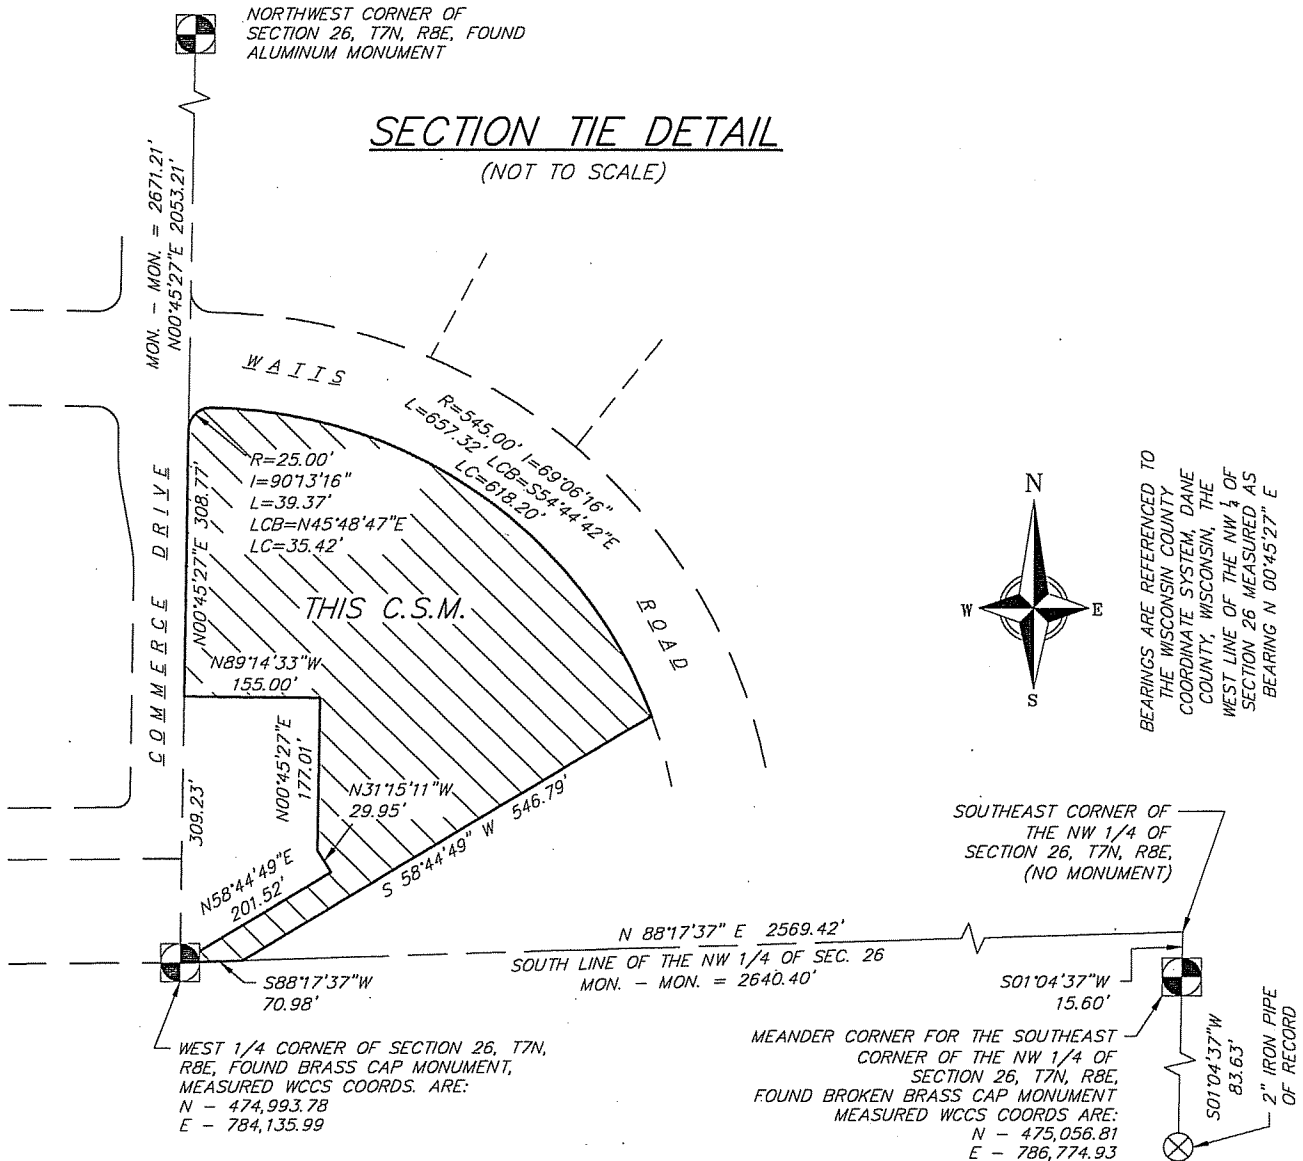 NORTHWEST CORNER OF
SECTION 26, T7N, R8E, FOUND
ALUMINUM MONUMENT
SECTION TIE DETAIL
(NOT TO SCALE)
MON. - MON. = 2671.21'
N00°45'27"E 2053.21'
WATTS
R=545.00' I=69°06'16"
L=657.32' LCB=S54°44'42"E
LC=618.20'
R=25.00'
I=90°13'16"
L=39.37
LCB=N45°48'47"E
LC=35.42'
COMMERCE DRIVE
N00°45'27"E 308.77'
THIS C.S.M.
ROAD
N
W
E
S
BEARINGS ARE REFERENCED TO
THE WISCONSIN COUNTY
COORDINATE SYSTEM, DANE
COUNTY, WISCONSIN, THE
WEST LINE OF THE NW ¼ OF
SECTION 26 MEASURED AS
BEARING N 00°45'27" E
N89°14'33"W
155.00'
N00°45'27"E
177.01'
N31°15'11"W
29.95'
309.23'
N58°44'49"E
201.52'
S 58°44'49" W 546.79'
SOUTHEAST CORNER OF
THE NW 1/4 OF
SECTION 26, T7N, R8E,
(NO MONUMENT)
N 88°17'37" E 2569.42'
SOUTH LINE OF THE NW 1/4 OF SEC. 26
MON. - MON. = 2640.40'
S88°17'37"W
70.98'
S01°04'37"W
15.60'
WEST 1/4 CORNER OF SECTION 26, T7N,
R8E, FOUND BRASS CAP MONUMENT,
MEASURED WCCS COORDS. ARE:
N - 474,993.78
E - 784,135.99
MEANDER CORNER FOR THE SOUTHEAST
CORNER OF THE NW 1/4 OF
SECTION 26, T7N, R8E,
FOUND BROKEN BRASS CAP MONUMENT
MEASURED WCCS COORDS ARE:
N - 475,056.81
E - 786,774.93
S01°04'37"W
83.63'
2" IRON PIPE
OF RECORD